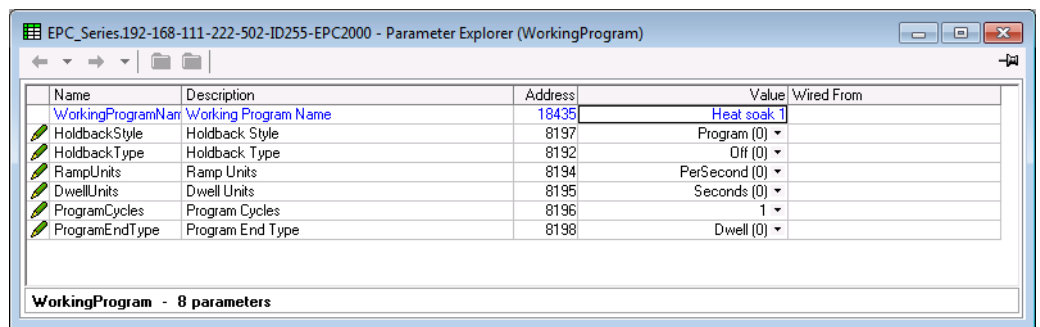 EPC_Series.192-168-111-222-502-ID255-EPC2000 - Parameter Explorer (WorkingProgram)
Name Description Address Value Wired From
WorkingProgramNam Working Program Name 18435 Heat soak 1
HoldbackStyle Holdback Style 8197 Program (0)
HoldbackType Holdback Type 8192 Off (0)
RampUnits Ramp Units 8194 PerSecond (0)
DwellUnits Dwell Units 8195 Seconds (0)
ProgramCycles Program Cycles 8196 1
ProgramEndType Program End Type 8198 Dwell (0)
WorkingProgram - 8 parameters